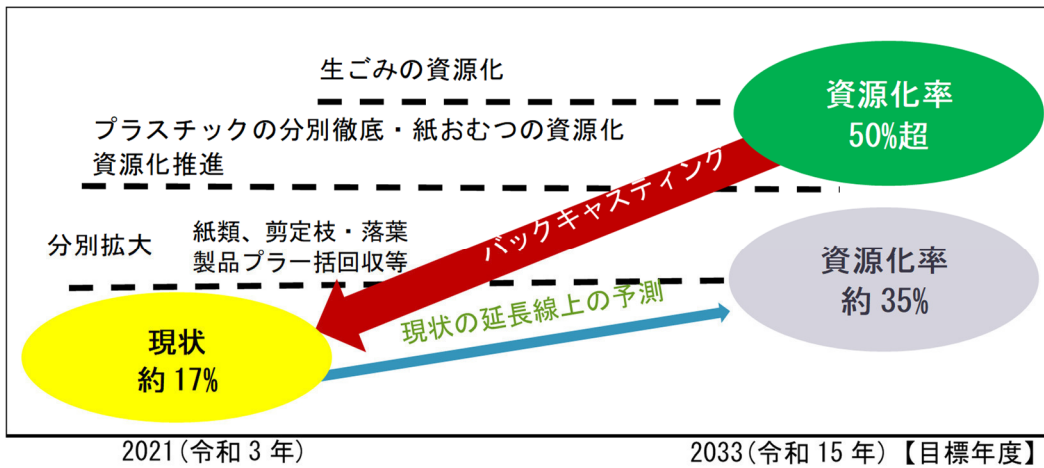 生ごみの資源化
資源化率
50%超
プラスチックの分別徹底・紙おむつの資源化
資源化推進
バックキャスティング
分別拡大
紙類、剪定枝・落葉
製品プラ一括回収等
資源化率
約 35%
現状の延長線上の予測
現状
約 17%
2021(令和 3 年)
2033(令和 15 年)【目標年度】